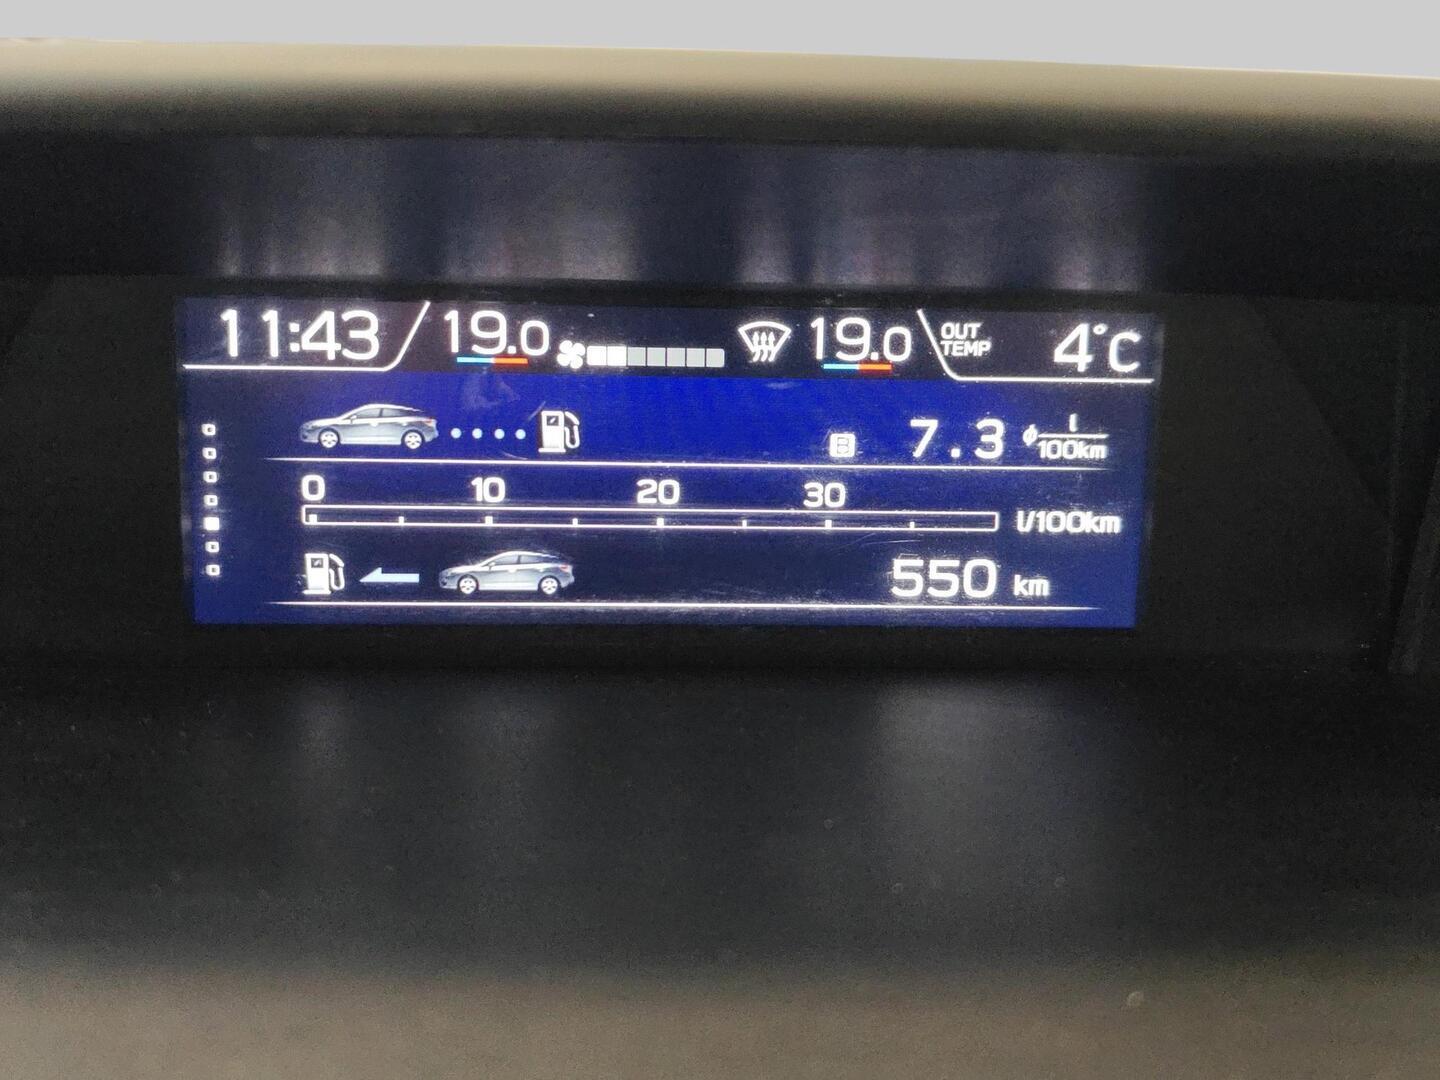 11:43 19.0 19.0 OUT TEMP 4°C
B 7.3 ø l/100km
0 10 20 30
l/100km
550 km